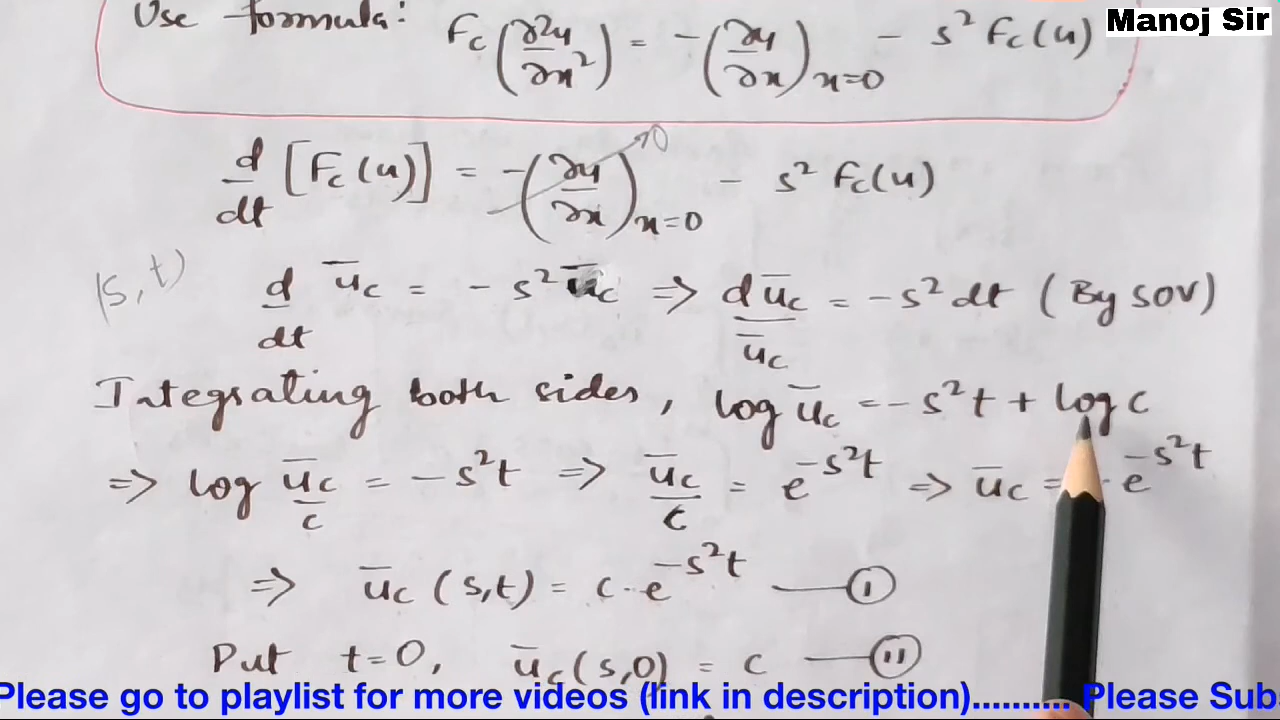 Manoj Sir
Use formula: Fc(∂²u/∂x²) = -(∂u/∂x)x=0 - s² Fc(u)
d/dt [Fc(u)] = -(∂u/∂x)x=0 →0 - s² Fc(u)
(s,t) d/dt ūc = - s² ūc ⇒ dūc/ūc = -s² dt (By SOV)
Integrating both sides, log ūc = -s²t + log c
⇒ log ūc/c = -s²t ⇒ ūc/c = e^-s²t ⇒ ūc = e^-s²t
⇒ ūc (s,t) = c·e^-s²t —(I)
Put t=0, ūc(s,0) = c —(II)
Please go to playlist for more videos (link in description).......... Please Sub